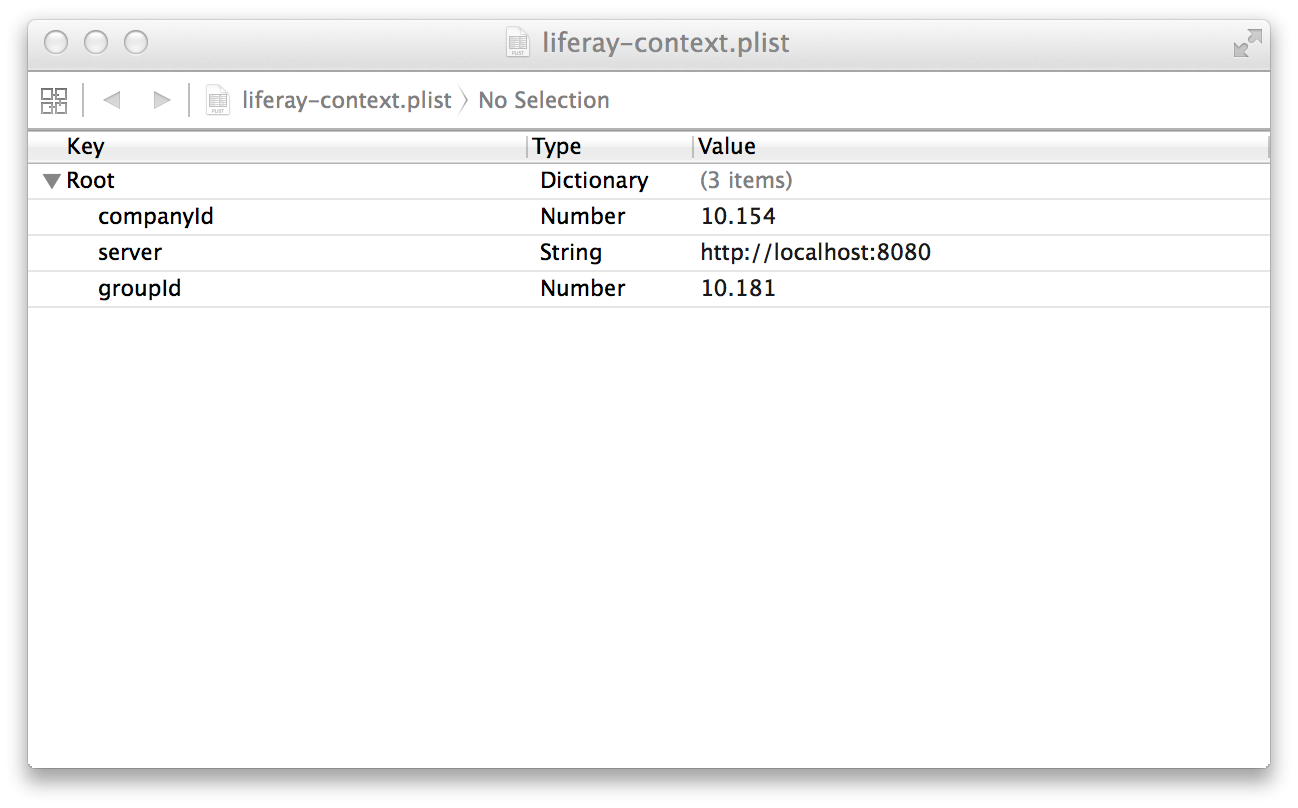 liferay-context.plist
liferay-context.plist 〉 No Selection
Key Type Value
Root Dictionary (3 items)
companyId Number 10.154
server String http://localhost:8080
groupId Number 10.181